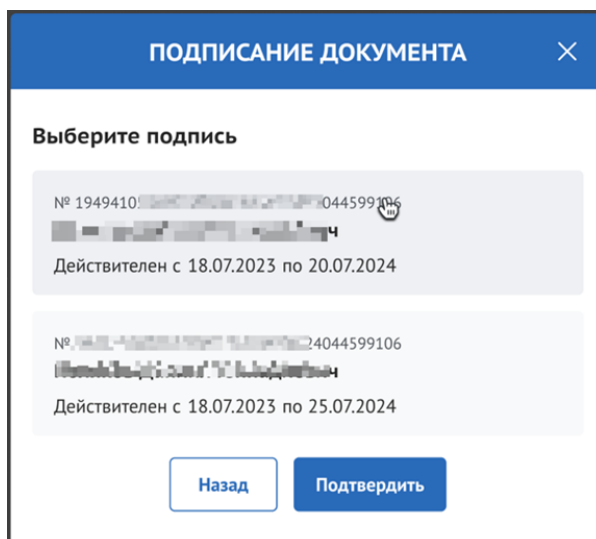 ПОДПИСАНИЕ ДОКУМЕНТА
Выберите подпись
№ 1949410 044599106
ч
Действителен с 18.07.2023 по 20.07.2024
№ 24044599106
ч
Действителен с 18.07.2023 по 25.07.2024
Назад
Подтвердить